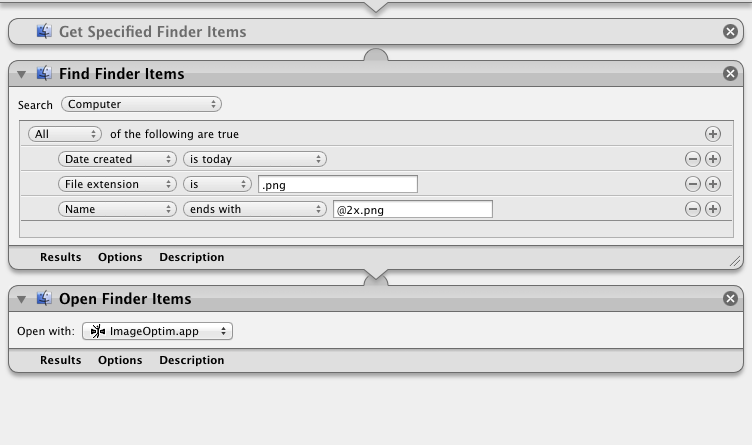 Get Specified Finder Items
Find Finder Items
Search Computer
All of the following are true
Date created is today
File extension is .png
Name ends with @2x.png
Results Options Description
Open Finder Items
Open with: ImageOptim.app
Results Options Description